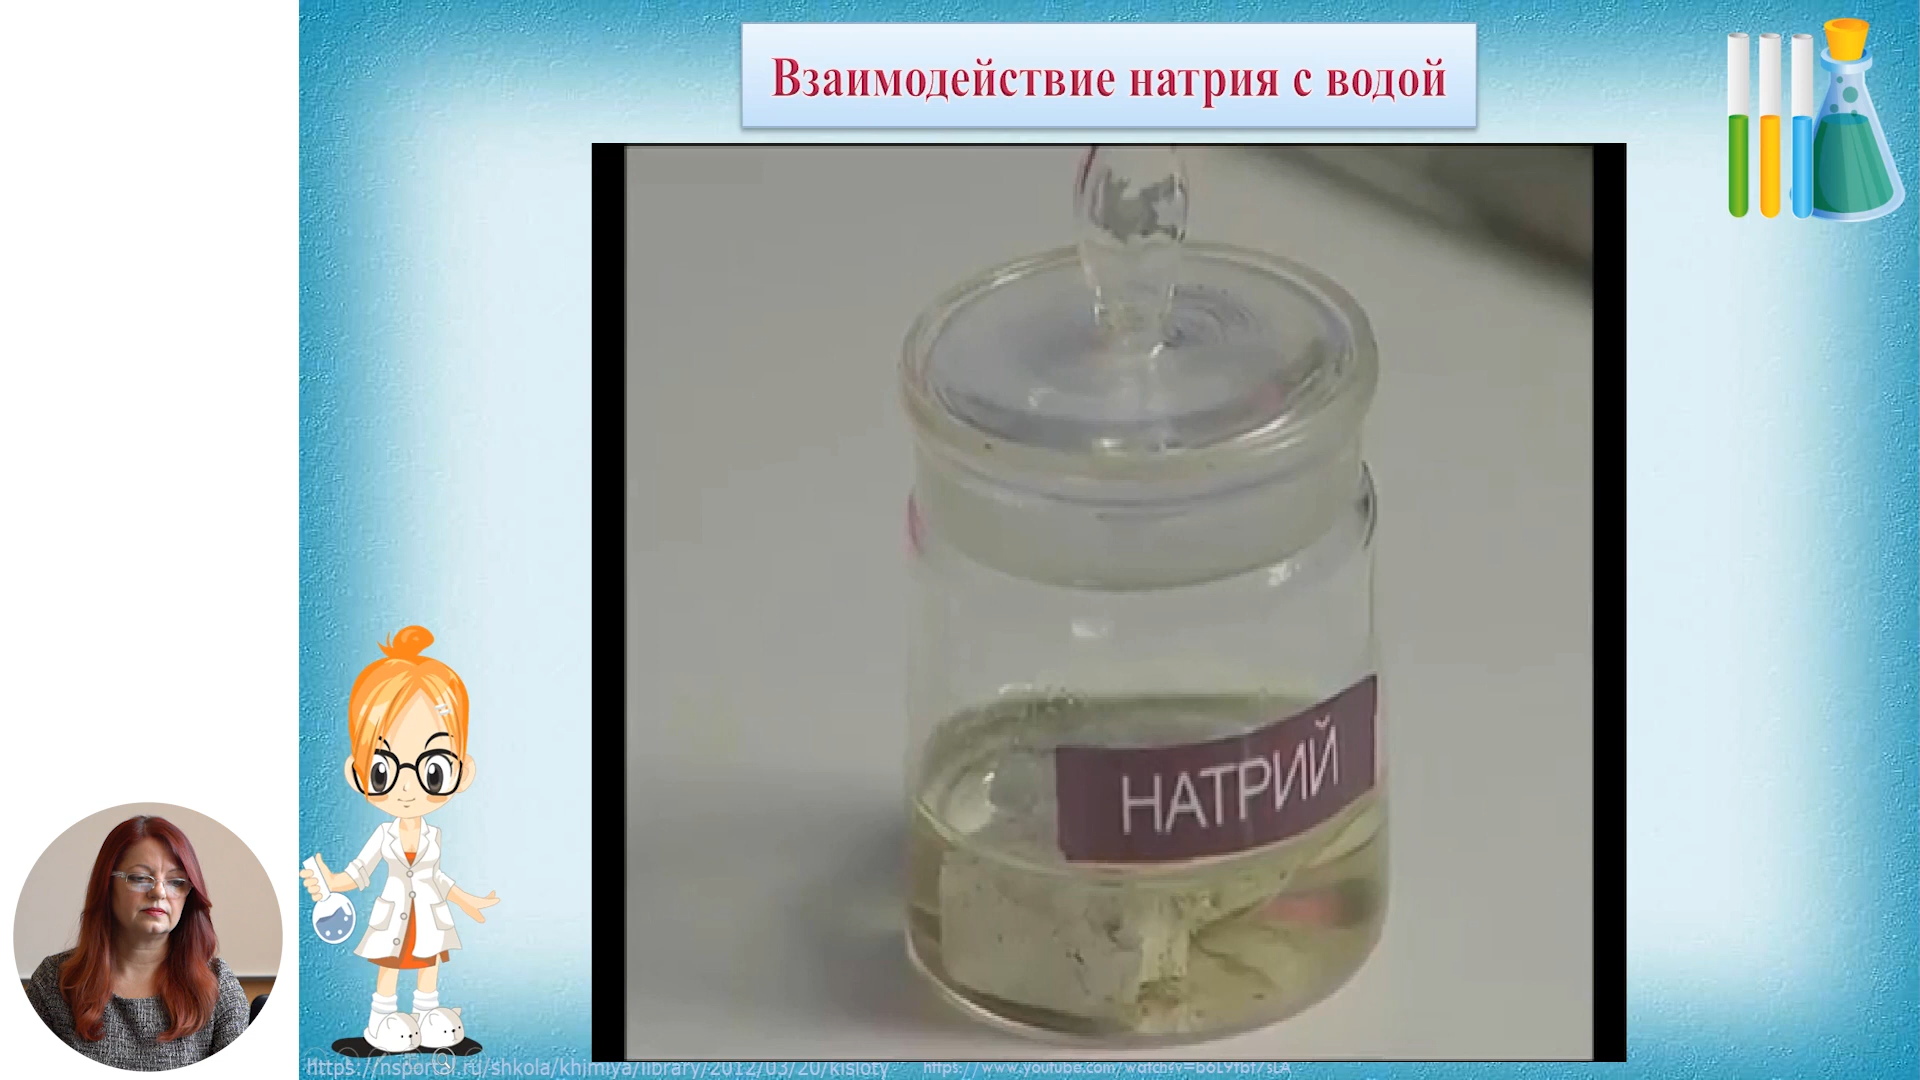 Взаимодействие натрия с водой
НАТРИЙ
https://nsportal.ru/shkola/khimiya/library/2012/03/20/kisloty